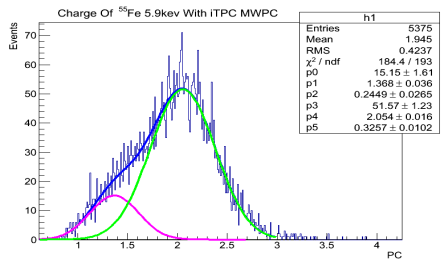 Charge Of ⁵⁵Fe 5.9kev With iTPC MWPC
h1
Entries 5375
Mean 1.945
RMS 0.4237
χ² / ndf 184.4 / 193
p0 15.15 ± 1.61
p1 1.368 ± 0.036
p2 0.2449 ± 0.0265
p3 51.57 ± 1.23
p4 2.054 ± 0.016
p5 0.3257 ± 0.0102
Events
70
60
50
40
30
20
10
0
1 1.5 2 2.5 3 3.5 4
PC